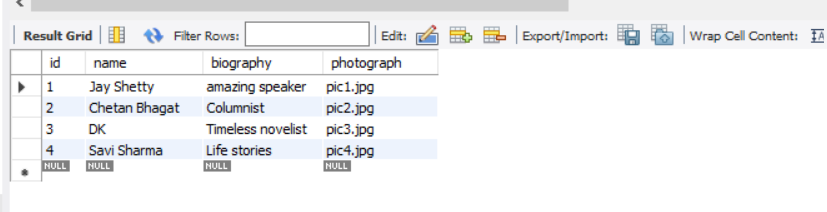 Result Grid Filter Rows: Edit: Export/Import: Wrap Cell Content:
id name biography photograph
1 Jay Shetty amazing speaker pic1.jpg
2 Chetan Bhagat Columnist pic2.jpg
3 DK Timeless novelist pic3.jpg
4 Savi Sharma Life stories pic4.jpg
NULL NULL NULL NULL